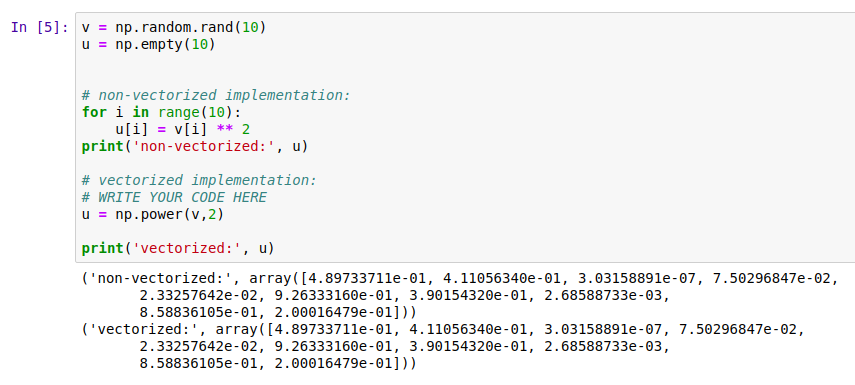 In [5]: v = np.random.rand(10)
u = np.empty(10)
# non-vectorized implementation:
for i in range(10):
    u[i] = v[i] ** 2
print('non-vectorized:', u)
# vectorized implementation:
# WRITE YOUR CODE HERE
u = np.power(v,2)
print('vectorized:', u)
('non-vectorized:', array([4.89733711e-01, 4.11056340e-01, 3.03158891e-07, 7.50296847e-02,
       2.33257642e-02, 9.26333160e-01, 3.90154320e-01, 2.68588733e-03,
       8.58836105e-01, 2.00016479e-01]))
('vectorized:', array([4.89733711e-01, 4.11056340e-01, 3.03158891e-07, 7.50296847e-02,
       2.33257642e-02, 9.26333160e-01, 3.90154320e-01, 2.68588733e-03,
       8.58836105e-01, 2.00016479e-01]))